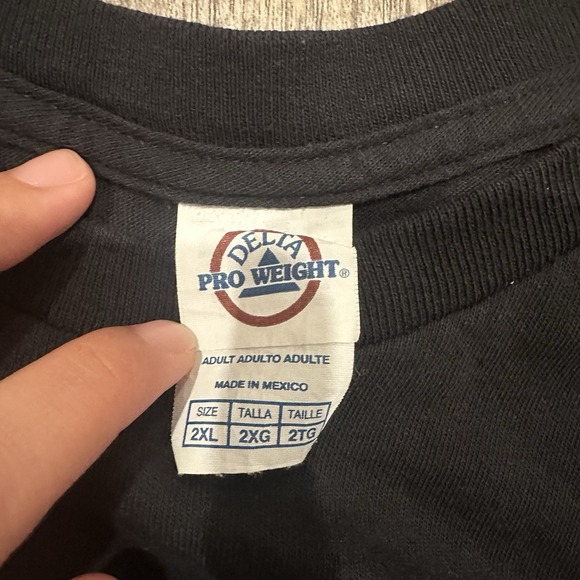 DELTA
PRO WEIGHT®
ADULT ADULTO ADULTE
MADE IN MEXICO
SIZE TALLA TAILLE
2XL 2XG 2TG